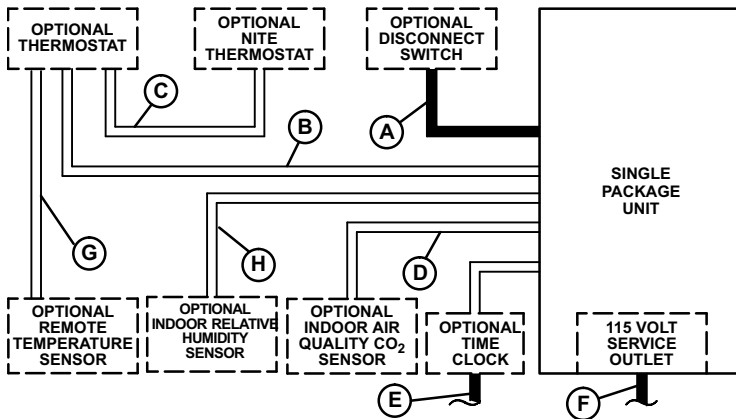 OPTIONAL
THERMOSTAT
OPTIONAL
NITE
THERMOSTAT
OPTIONAL
DISCONNECT
SWITCH
C
A
B
SINGLE
PACKAGE
UNIT
G
H
D
OPTIONAL
REMOTE
TEMPERATURE
SENSOR
OPTIONAL
INDOOR RELATIVE
HUMIDITY
SENSOR
OPTIONAL
INDOOR AIR
QUALITY CO2
SENSOR
OPTIONAL
TIME
CLOCK
115 VOLT
SERVICE
OUTLET
E
F